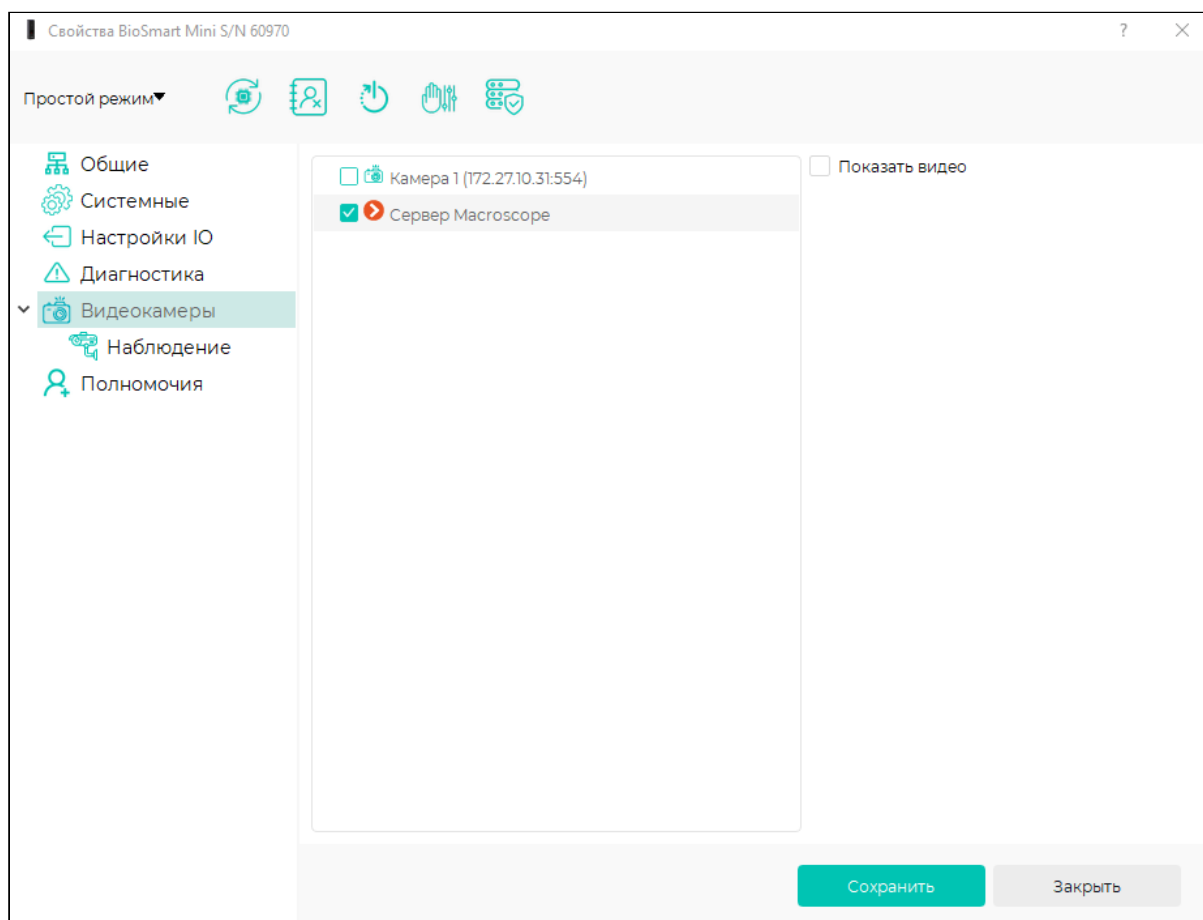 Свойства BioSmart Mini S/N 60970
?
Простой режим
Общие
Системные
Настройки IO
Диагностика
Видеокамеры
Наблюдение
Полномочия
Камера 1 (172.27.10.31:554)
Сервер Macroscope
Показать видео
Сохранить
Закрыть